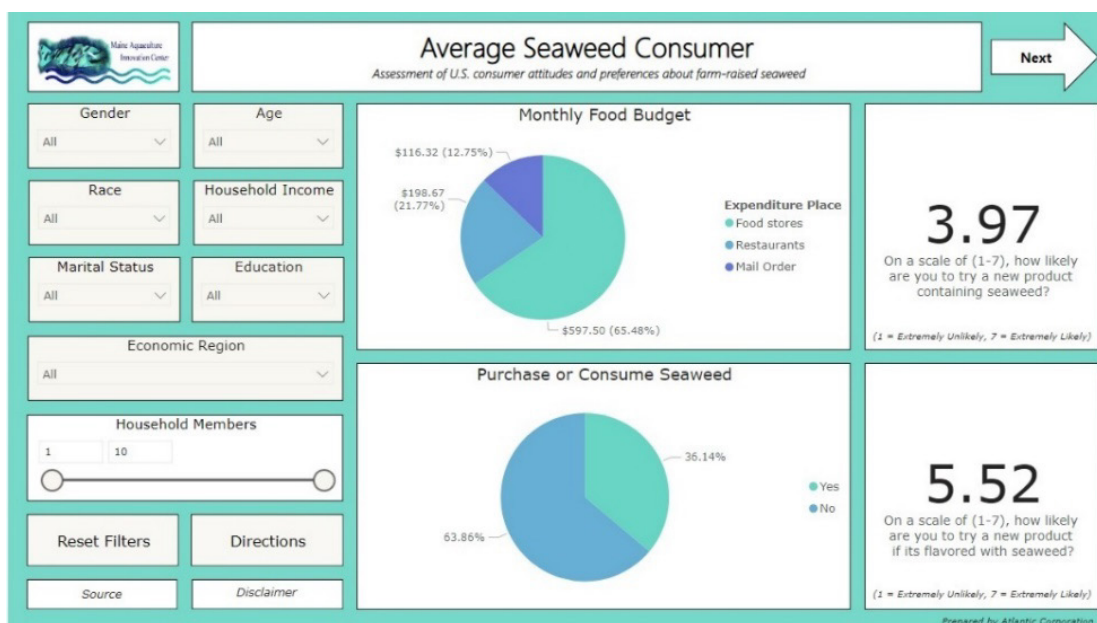 Maine Aquaculture
Innovation Center
Average Seaweed Consumer
Assessment of U.S. consumer attitudes and preferences about farm-raised seaweed
Next
Gender
All
Age
All
Race
All
Household Income
All
Marital Status
All
Education
All
Economic Region
All
Household Members
1
10
Reset Filters
Directions
Source
Disclaimer
Monthly Food Budget
$116.32 (12.75%)
$198.67
(21.77%)
$597.50 (65.48%)
Expenditure Place
Food stores
Restaurants
Mail Order
3.97
On a scale of (1-7), how likely
are you to try a new product
containing seaweed?
(1 = Extremely Unlikely, 7 = Extremely Likely)
Purchase or Consume Seaweed
36.14%
63.86%
Yes
No
5.52
On a scale of (1-7), how likely
are you to try a new product
if its flavored with seaweed?
(1 = Extremely Unlikely, 7 = Extremely Likely)
Prepared by Atlantic Corporation